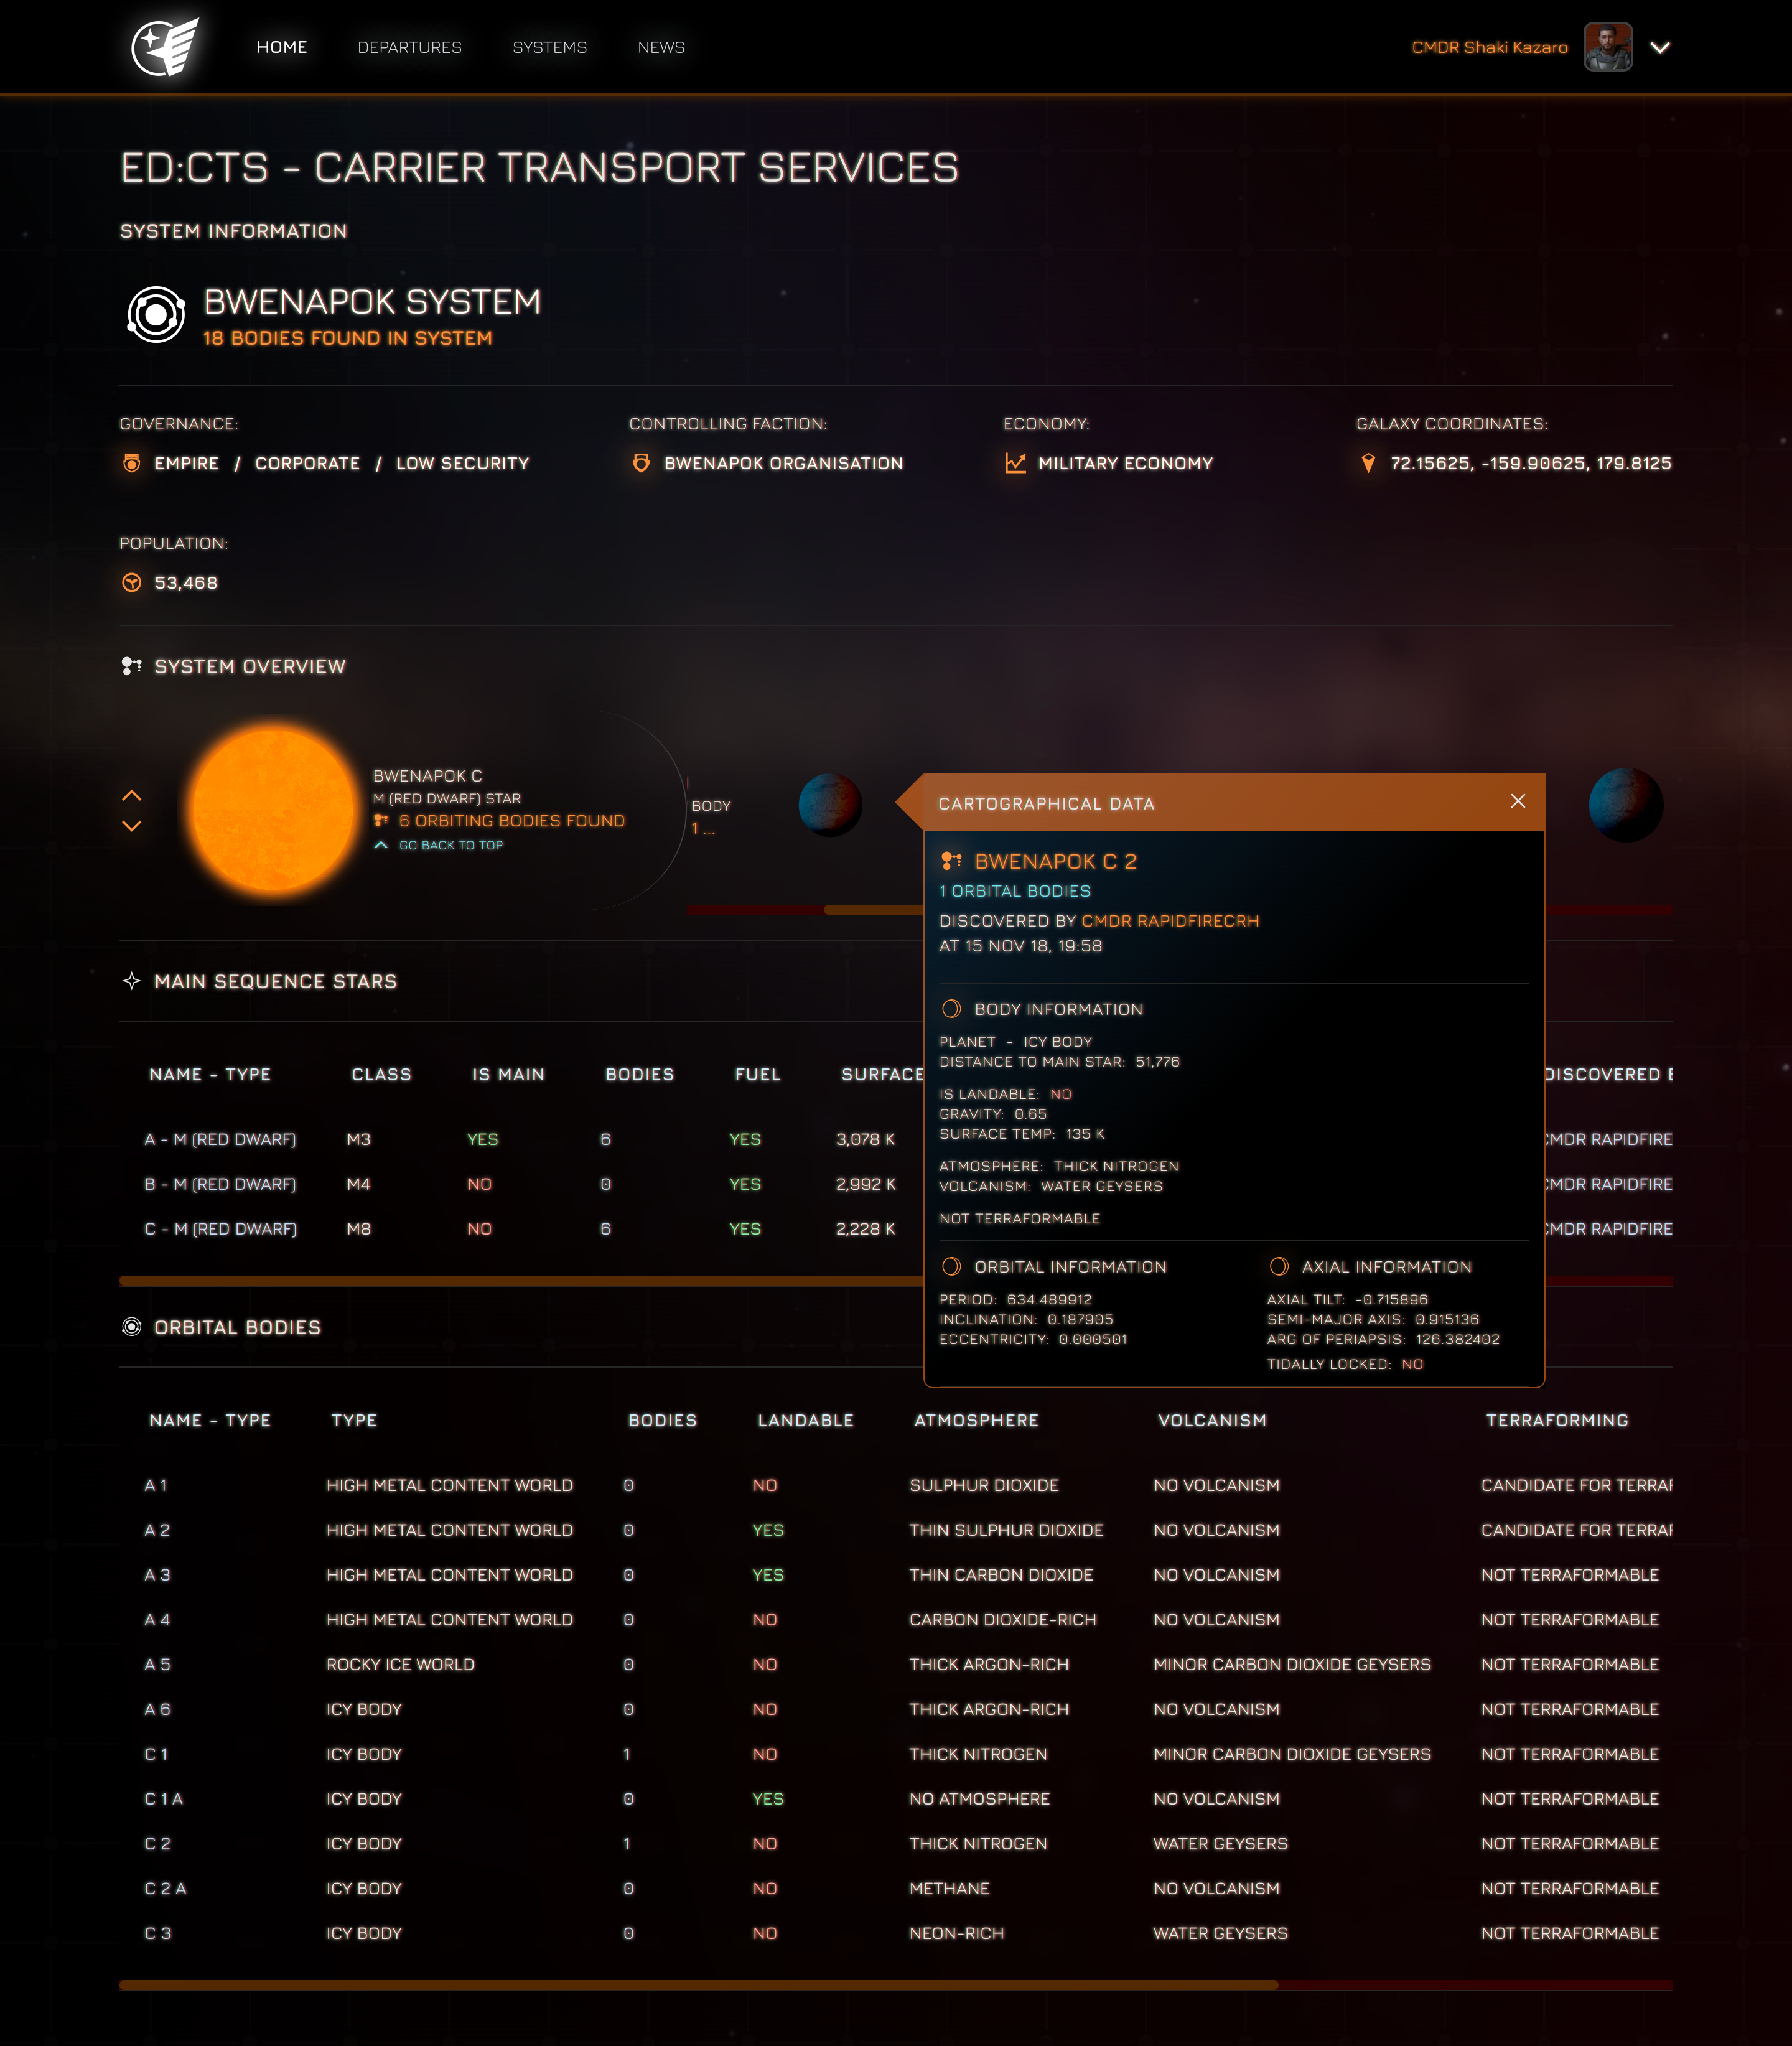 HOME DEPARTURES SYSTEMS NEWS CMDR Shaki Kazaro
ED:CTS - CARRIER TRANSPORT SERVICES
SYSTEM INFORMATION
BWENAPOK SYSTEM
18 BODIES FOUND IN SYSTEM
GOVERNANCE: CONTROLLING FACTION: ECONOMY: GALAXY COORDINATES:
EMPIRE / CORPORATE / LOW SECURITY BWENAPOK ORGANISATION MILITARY ECONOMY 72.15625, -159.90625, 179.8125
POPULATION:
53,468
SYSTEM OVERVIEW
BWENAPOK C
M (RED DWARF) STAR
6 ORBITING BODIES FOUND
GO BACK TO TOP
BODY
1 ...
CARTOGRAPHICAL DATA
BWENAPOK C 2
1 ORBITAL BODIES
DISCOVERED BY CMDR RAPIDFIRECRH
AT 15 NOV 18, 19:58
BODY INFORMATION
PLANET - ICY BODY
DISTANCE TO MAIN STAR: 51,776
IS LANDABLE: NO
GRAVITY: 0.65
SURFACE TEMP: 135 K
ATMOSPHERE: THICK NITROGEN
VOLCANISM: WATER GEYSERS
NOT TERRAFORMABLE
ORBITAL INFORMATION
PERIOD: 634.489912
INCLINATION: 0.187905
ECCENTRICITY: 0.000501
AXIAL INFORMATION
AXIAL TILT: -0.715896
SEMI-MAJOR AXIS: 0.915136
ARG OF PERIAPSIS: 126.382402
TIDALLY LOCKED: NO
MAIN SEQUENCE STARS
NAME - TYPE CLASS IS MAIN BODIES FUEL SURFACE DISCOVERED
A - M (RED DWARF) M3 YES 6 YES 3,078 K CMDR RAPIDFIRE
B - M (RED DWARF) M4 NO 0 YES 2,992 K CMDR RAPIDFIRE
C - M (RED DWARF) M8 NO 6 YES 2,228 K CMDR RAPIDFIRE
ORBITAL BODIES
NAME - TYPE TYPE BODIES LANDABLE ATMOSPHERE VOLCANISM TERRAFORMING
A 1 HIGH METAL CONTENT WORLD 0 NO SULPHUR DIOXIDE NO VOLCANISM CANDIDATE FOR TERRAF
A 2 HIGH METAL CONTENT WORLD 0 YES THIN SULPHUR DIOXIDE NO VOLCANISM CANDIDATE FOR TERRAF
A 3 HIGH METAL CONTENT WORLD 0 YES THIN CARBON DIOXIDE NO VOLCANISM NOT TERRAFORMABLE
A 4 HIGH METAL CONTENT WORLD 0 NO CARBON DIOXIDE-RICH NO VOLCANISM NOT TERRAFORMABLE
A 5 ROCKY ICE WORLD 0 NO THICK ARGON-RICH MINOR CARBON DIOXIDE GEYSERS NOT TERRAFORMABLE
A 6 ICY BODY 0 NO THICK ARGON-RICH NO VOLCANISM NOT TERRAFORMABLE
C 1 ICY BODY 1 NO THICK NITROGEN MINOR CARBON DIOXIDE GEYSERS NOT TERRAFORMABLE
C 1 A ICY BODY 0 YES NO ATMOSPHERE NO VOLCANISM NOT TERRAFORMABLE
C 2 ICY BODY 1 NO THICK NITROGEN WATER GEYSERS NOT TERRAFORMABLE
C 2 A ICY BODY 0 NO METHANE NO VOLCANISM NOT TERRAFORMABLE
C 3 ICY BODY 0 NO NEON-RICH WATER GEYSERS NOT TERRAFORMABLE